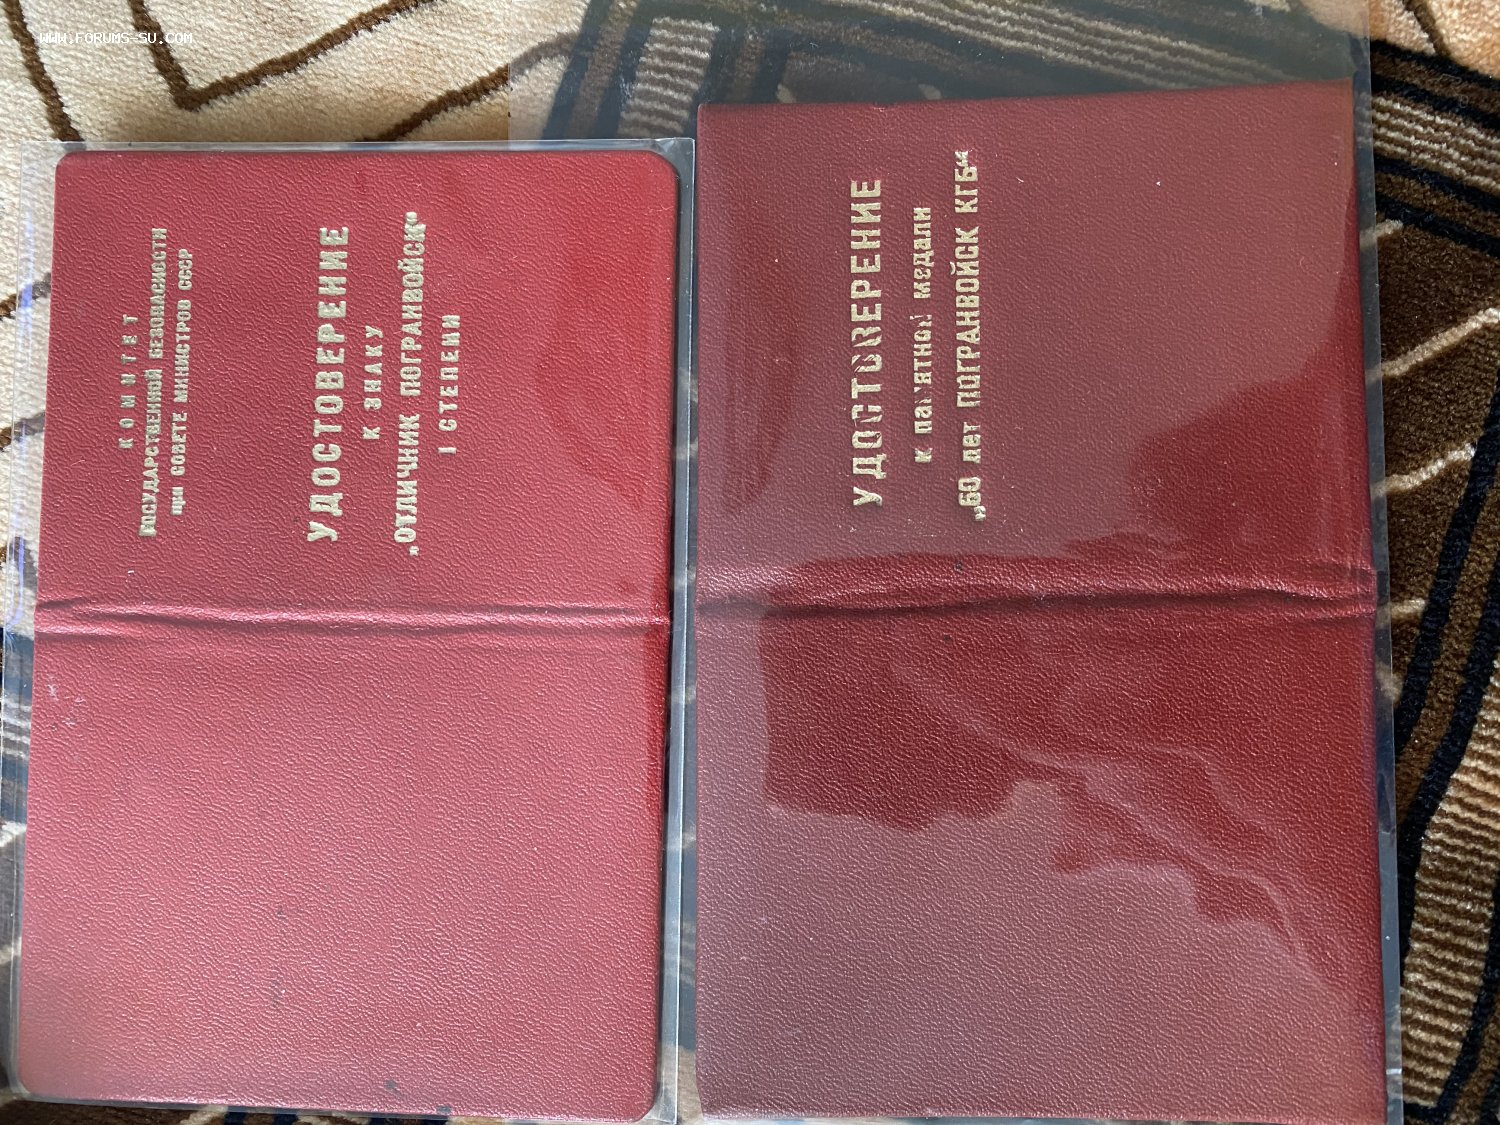 WWW.FORUMS-SU.COM
КОМИТЕТ
ГОСУДАРСТВЕННОЙ БЕЗОПАСНОСТИ
при СОВЕТЕ МИНИСТРОВ СССР
УДОСТОВЕРЕНИЕ
К ЗНАКУ
„ОТЛИЧНИК ПОГРАНВОЙСК“
I СТЕПЕНИ
УДОСТОВЕРЕНИЕ
к памятной медали
„60 лет ПОГРАНВОЙСК КГБ“